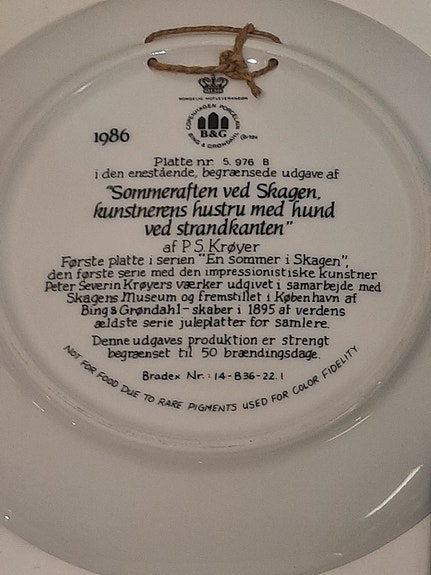 KONGELIG HOFLEVERANDØR
COPENHAGEN PORCELAIN
B&G
BING & GRØNDAHL
1986
Platte nr. 5.976 B
i den enestående, begrænsede udgave af
"Sommeraften ved Skagen,
kunstnerens hustru med hund
ved strandkanten"
af P.S. Krøyer
Første platte i serien "En sommer i Skagen",
den første serie med den impressionistiske kunstner
Peter Severin Krøyers værker udgivet i samarbejde med
Skagens Museum og fremstillet i København af
Bing & Grøndahl - skaber i 1895 af verdens
ældste serie juleplatter for samlere.
Denne udgaves produktion er strengt
begrænset til 50 brændingsdage.
Bradex Nr.: 14-B36-22.1
NOT FOR FOOD DUE TO RARE PIGMENTS USED FOR COLOR FIDELITY.